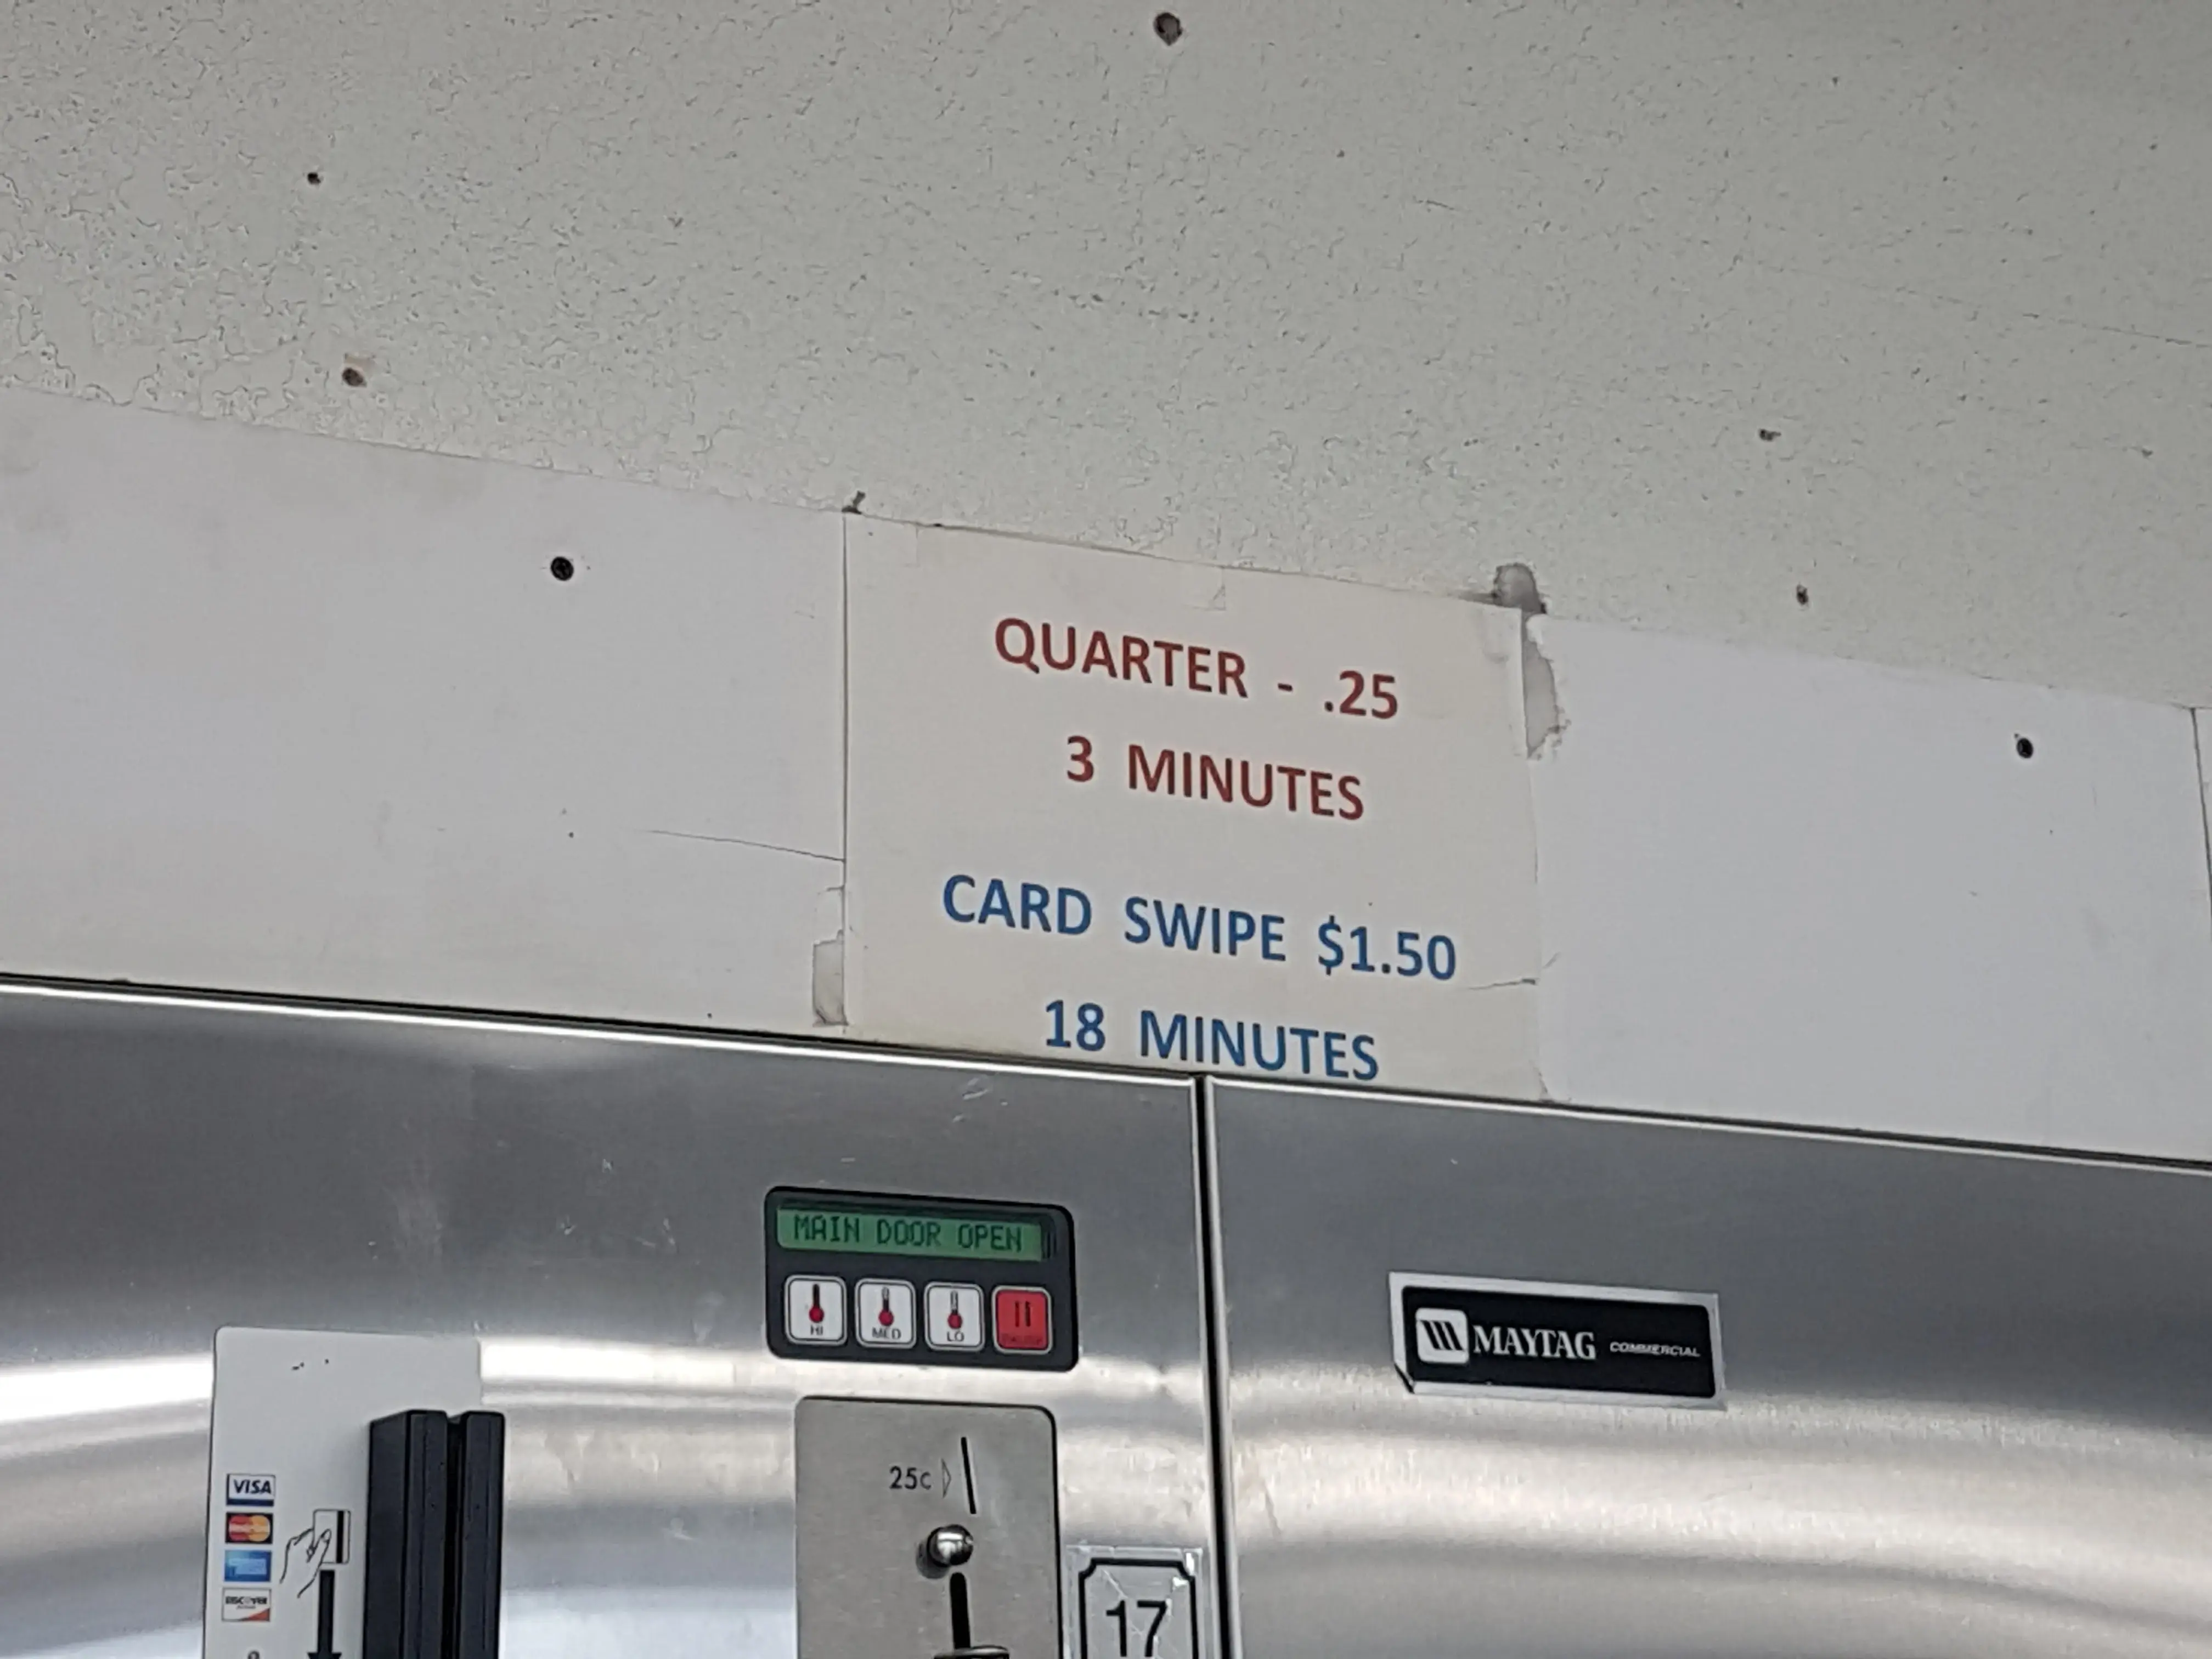 QUARTER - .25
3 MINUTES
CARD SWIPE $1.50
18 MINUTES
MAIN DOOR OPEN
HI
MED
LO
MAYTAG COMMERCIAL
25c
VISA
DISCOVER
17